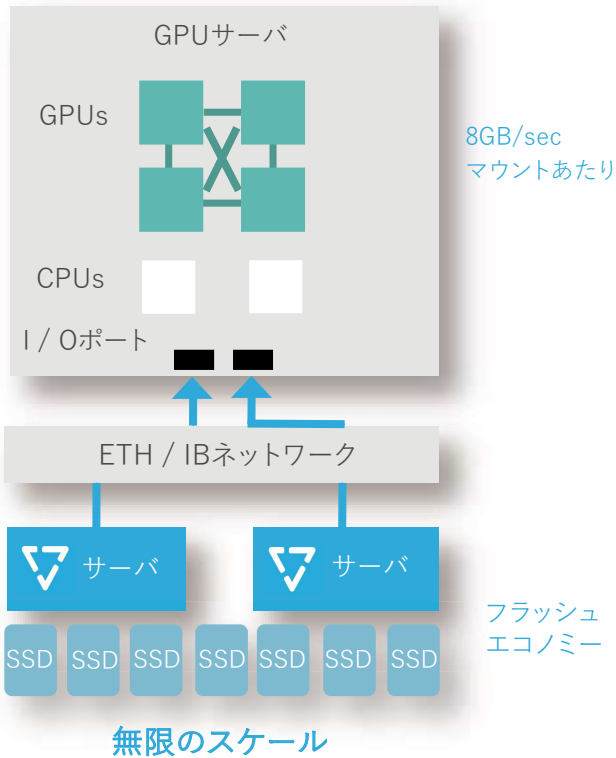 GPUサーバ
GPUs
8GB/sec
マウントあたり
CPUs
I / Oポート
ETH / IBネットワーク
サーバ
サーバ
フラッシュ
エコノミー
SSD
SSD
SSD
SSD
SSD
SSD
SSD
無限のスケール